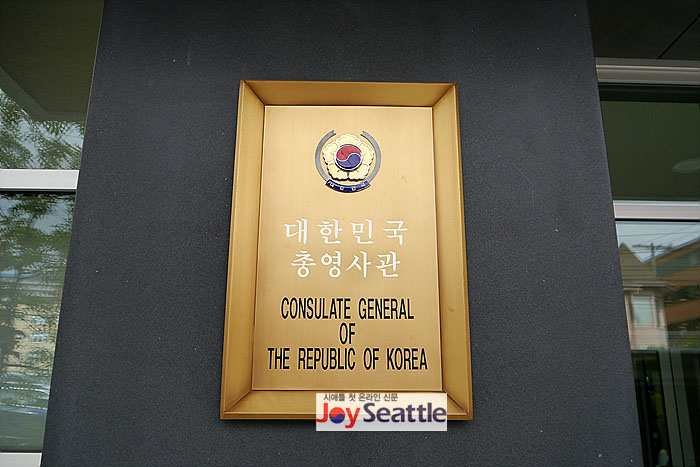 대한민국
총영사관
CONSULATE GENERAL
OF
THE REPUBLIC OF KOREA
시애틀 첫 온라인 신문
JoySeattle